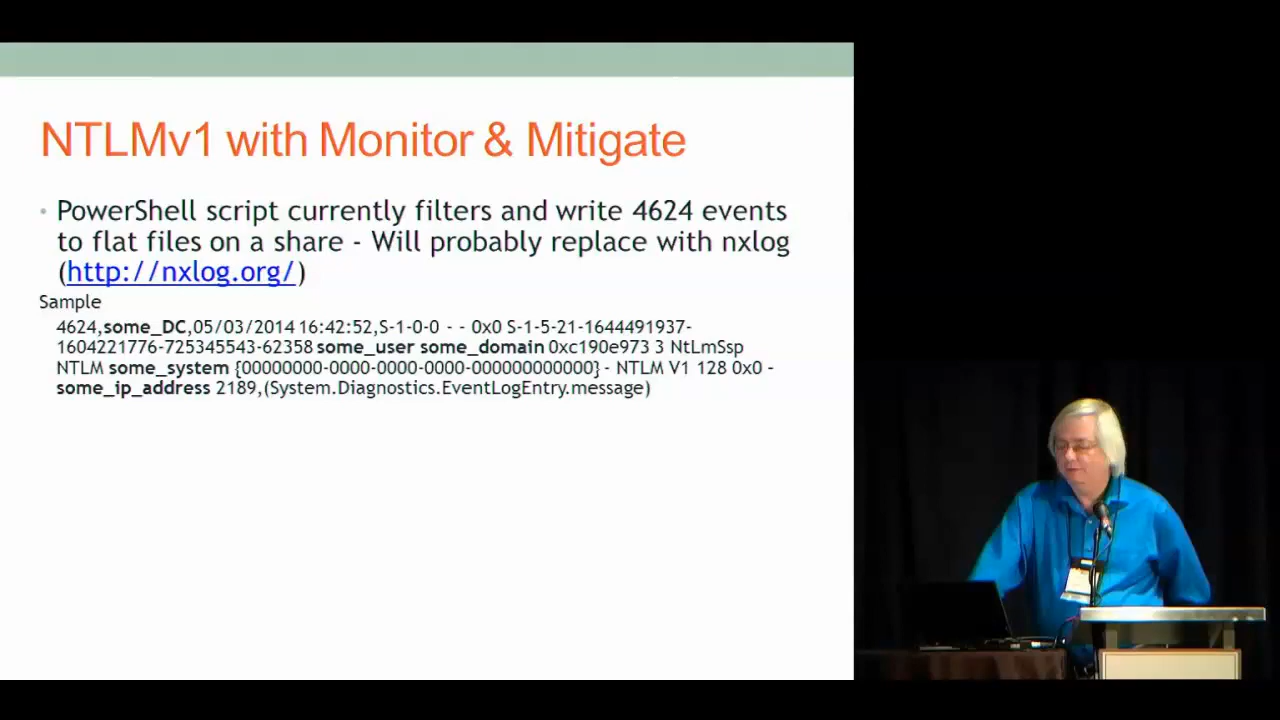 NTLMv1 with Monitor & Mitigate
• PowerShell script currently filters and write 4624 events
to flat files on a share - Will probably replace with nxlog
(http://nxlog.org/)
Sample
4624,some_DC,05/03/2014 16:42:52,S-1-0-0 - - 0x0 S-1-5-21-1644491937-
1604221776-725345543-62358 some_user some_domain 0xc190e973 3 NtLmSsp
NTLM some_system {00000000-0000-0000-0000-000000000000} - NTLM V1 128 0x0 -
some_ip_address 2189,(System.Diagnostics.EventLogEntry.message)